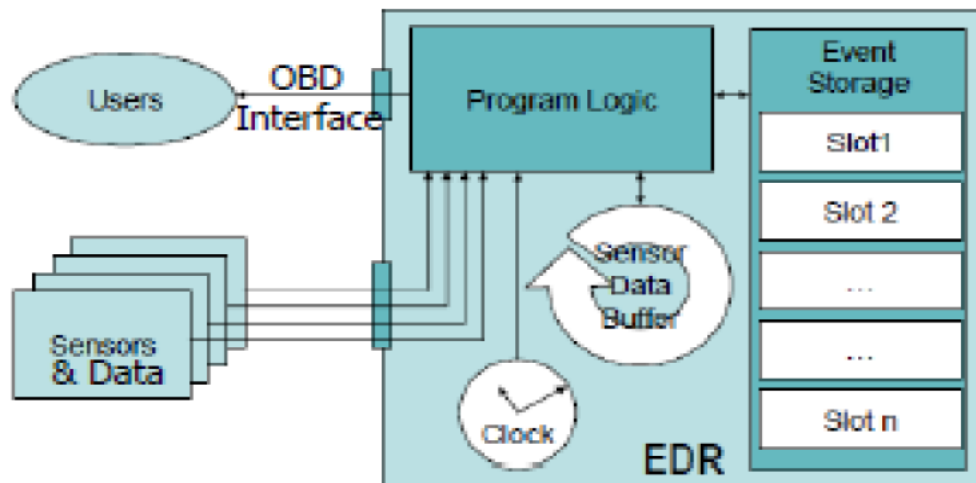 Users
OBD
Interface
Program Logic
Event
Storage
Slot1
Slot 2
...
...
Slot n
Sensor
Data
Buffer
Sensors
& Data
Clock
EDR